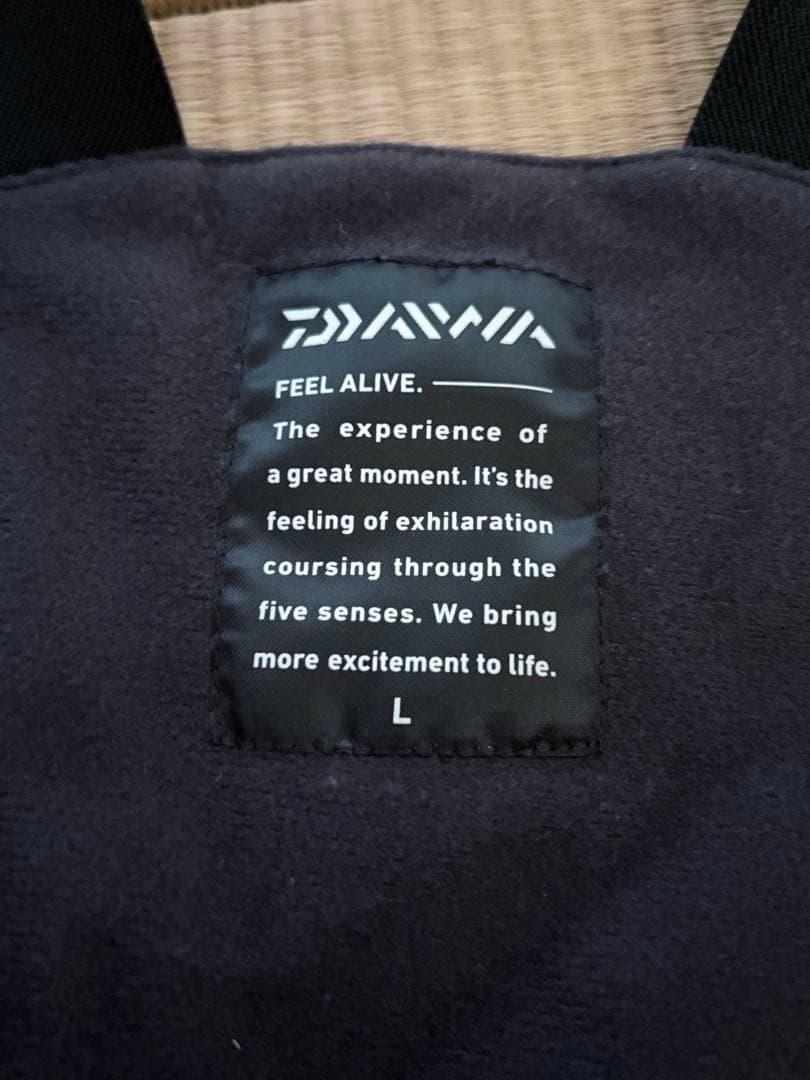 DAIWA
FEEL ALIVE.
The experience of
a great moment. It's the
feeling of exhilaration
coursing through the
five senses. We bring
more excitement to life.
L